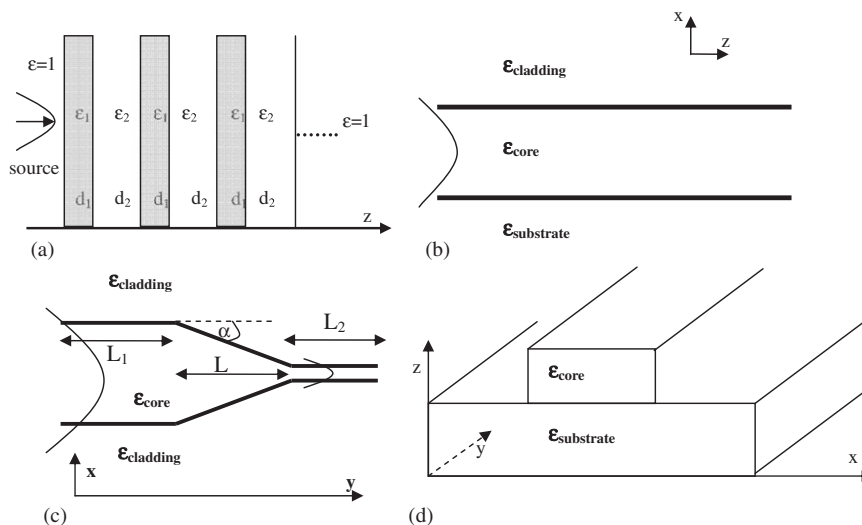 ε=1
ε₁ ε₂ ε₁ ε₂ ε₁ ε₂ ε=1
source
d₁ d₂ d₁ d₂ d₁ d₂
z
(a)
x
z
εcladding
εcore
εsubstrate
(b)
εcladding
α
L₂
L₁
L
εcore
εcladding
x
y
(c)
z
εcore
εsubstrate
y
x
(d)